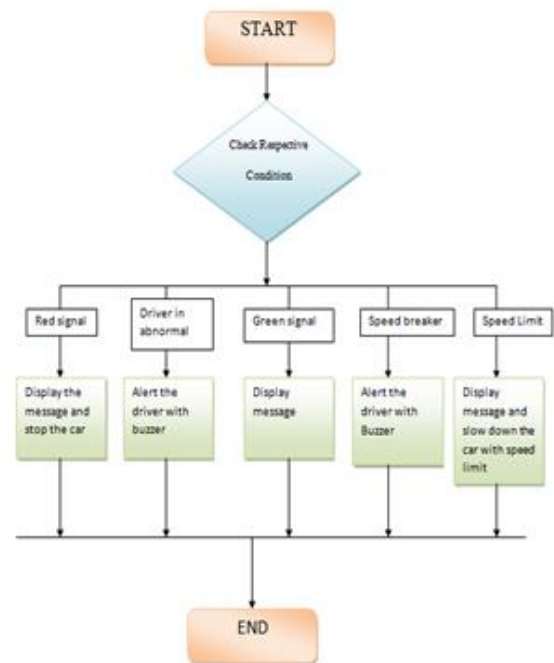 START
Check Respective
Condition
Red signal
Driver in
abnormal
Green signal
Speed breaker
Speed Limit
Display the
message and
stop the car
Alert the
driver with
buzzer
Display
message
Alert the
driver with
Buzzer
Display
message and
slow down the
car with speed
limit
END